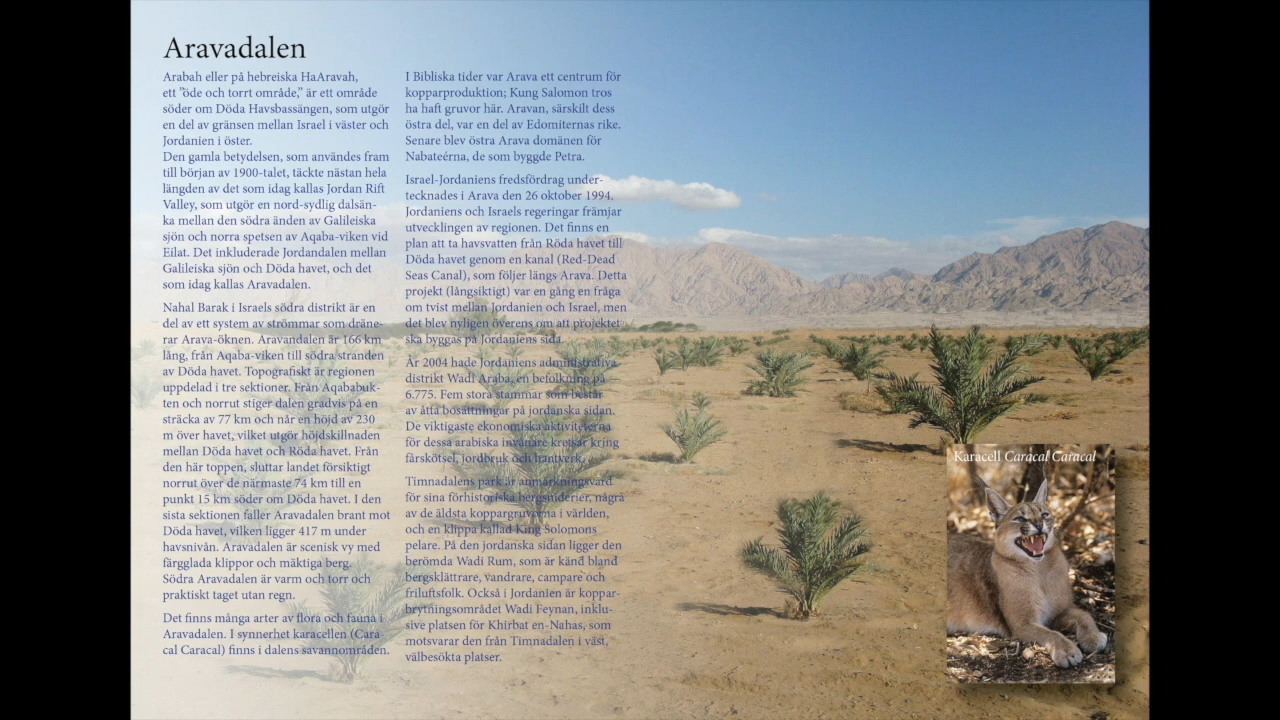 Aravadalen
Arabah eller på hebreiska HaAravah,
ett ”öde och torrt område,” är ett område
söder om Döda Havsbassängen, som utgör
en del av gränsen mellan Israel i väster och
Jordanien i öster.
Den gamla betydelsen, som användes fram
till början av 1900-talet, täckte nästan hela
längden av det som idag kallas Jordan Rift
Valley, som utgör en nord-sydlig dalsän-
ka mellan den södra änden av Galileiska
sjön och norra spetsen av Aqaba-viken vid
Eilat. Det inkluderade Jordandalen mellan
Galileiska sjön och Döda havet, och det
som idag kallas Aravadalen.
Nahal Barak i Israels södra distrikt är en
del av ett system av strömmar som dräne-
rar Arava-öknen. Aravandalen är 166 km
lång, från Aqaba-viken till södra stranden
av Döda havet. Topografiskt är regionen
uppdelad i tre sektioner. Från Aqababuk-
ten och norrut stiger dalen gradvis på en
sträcka av 77 km och når en höjd av 230
m över havet, vilket utgör höjdskillnaden
mellan Döda havet och Röda havet. Från
den här toppen, sluttar landet försiktigt
norrut över de närmaste 74 km till en
punkt 15 km söder om Döda havet. I den
sista sektionen faller Aravadalen brant mot
Döda havet, vilken ligger 417 m under
havsnivån. Aravadalen är scenisk vy med
färgglada klippor och mäktiga berg.
Södra Aravadalen är varm och torr och
praktiskt taget utan regn.
Det finns många arter av flora och fauna i
Aravadalen. I synnerhet karacellen (Cara-
cal Caracal) finns i dalens savannområden.
I Bibliska tider var Arava ett centrum för
kopparproduktion; Kung Salomon tros
ha haft gruvor här. Aravan, särskilt dess
östra del, var en del av Edomiternas rike.
Senare blev östra Arava domänen för
Nabateérna, de som byggde Petra.
Israel-Jordaniens fredsfördrag under-
tecknades i Arava den 26 oktober 1994.
Jordaniens och Israels regeringar främjar
utvecklingen av regionen. Det finns en
plan att ta havsvatten från Röda havet till
Döda havet genom en kanal (Red-Dead
Seas Canal), som följer längs Arava. Detta
projekt (långsiktigt) var en gång en fråga
om tvist mellan Jordanien och Israel, men
det blev nyligen överens om att projektet
ska byggas på Jordaniens sida.
År 2004 hade Jordaniens administrativa
distrikt Wadi Araba, en befolkning på
6.775. Fem stora stammar som består
av åtta bosättningar på jordanska sidan.
De viktigaste ekonomiska aktiviteterna
för dessa arabiska invånare kretsar kring
fårskötsel, jordbruk och hantverk.
Timnadalens park är anmärkningsvärd
för sina förhistoriska bergsniderier, några
av de äldsta koppargruvorna i världen,
och en klippa kallad King Solomons
pelare. På den jordanska sidan ligger den
berömda Wadi Rum, som är känd bland
bergsklättrare, vandrare, campare och
friluftsfolk. Också i Jordanien är koppar-
brytningsområdet Wadi Feynan, inklu-
sive platsen för Khirbat en-Nahas, som
motsvarar den från Timnadalen i väst,
välbesökta platser.
Karacell Caracal Caracal